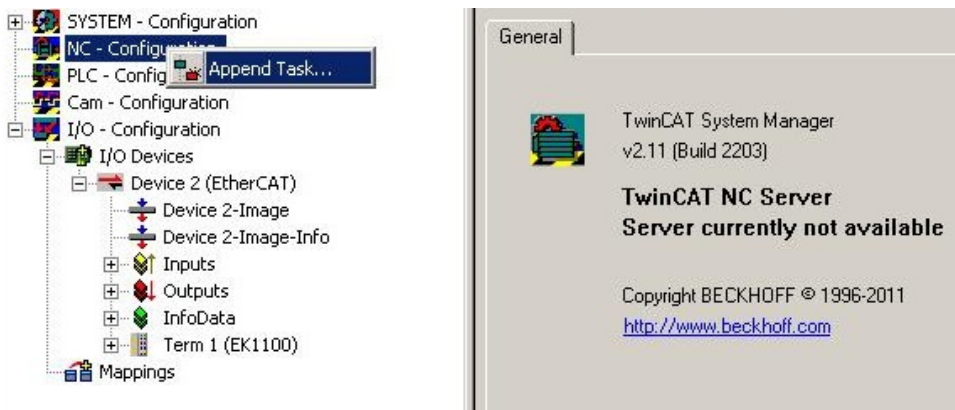 SYSTEM - Configuration
NC - Configuration
Append Task...
PLC - Config
Cam - Configuration
I/O - Configuration
I/O Devices
Device 2 (EtherCAT)
Device 2-Image
Device 2-Image-Info
Inputs
Outputs
InfoData
Term 1 (EK1100)
Mappings
General
TwinCAT System Manager
v2.11 (Build 2203)
TwinCAT NC Server
Server currently not available
Copyright BECKHOFF © 1996-2011
http://www.beckhoff.com